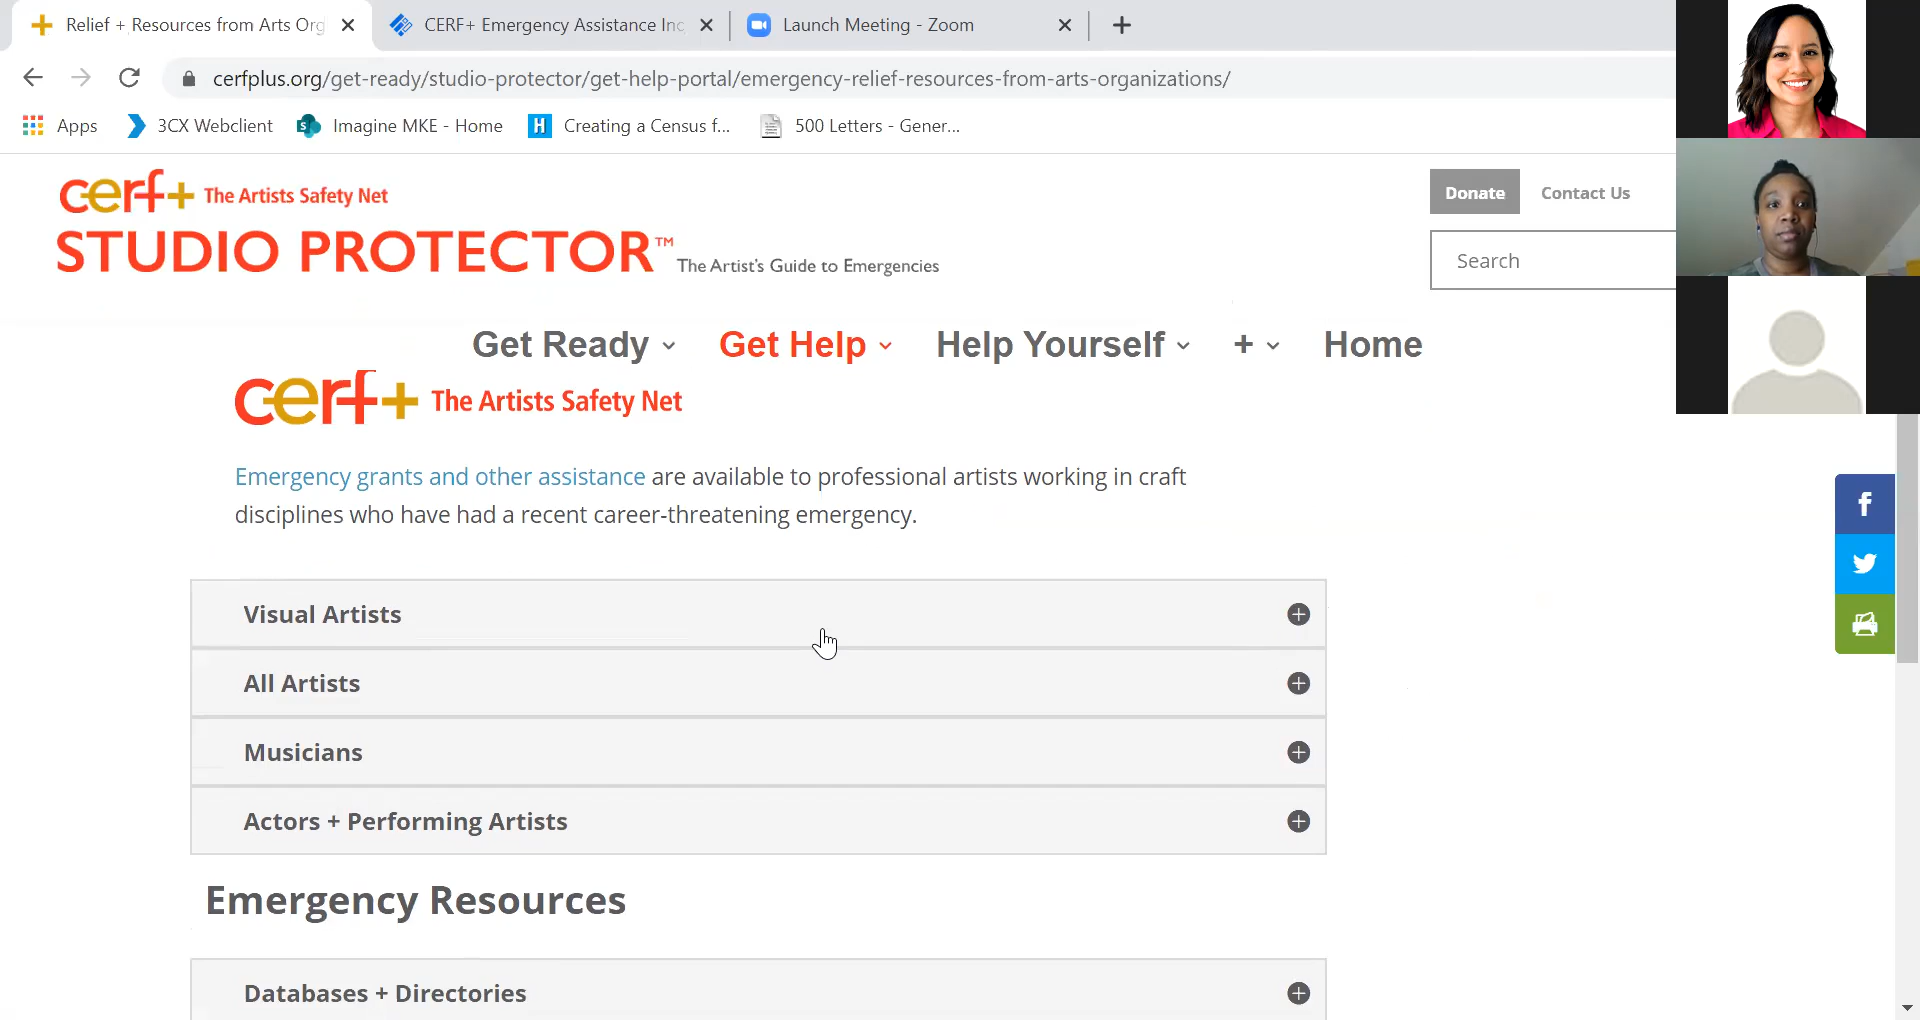 Relief + Resources from Arts Org
CERF+ Emergency Assistance Inc
Launch Meeting - Zoom
cerfplus.org/get-ready/studio-protector/get-help-portal/emergency-relief-resources-from-arts-organizations/
Apps
3CX Webclient
Imagine MKE - Home
H
Creating a Census f...
500 Letters - Gener...
cerf+ The Artists Safety Net
STUDIO PROTECTOR™ The Artist's Guide to Emergencies
Donate
Contact Us
Search
Get Ready
Get Help
Help Yourself
+
Home
cerf+ The Artists Safety Net
Emergency grants and other assistance are available to professional artists working in craft
disciplines who have had a recent career-threatening emergency.
Visual Artists
All Artists
Musicians
Actors + Performing Artists
Emergency Resources
Databases + Directories